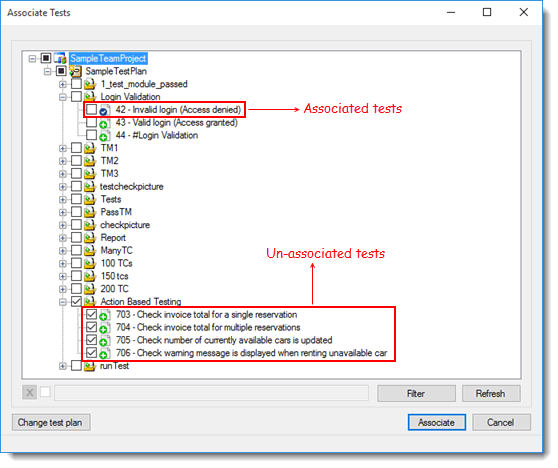 Associate Tests
SampleTeamProject
SampleTestPlan
1_test_module_passed
Login Validation
42 - Invalid login (Access denied)
Associated tests
43 - Valid login (Access granted)
44 - #Login Validation
TM1
TM2
TM3
testcheckpicture
Tests
PassTM
checkpicture
Report
ManyTC
Un-associated tests
100 TCs
150 tcs
200 TC
Action Based Testing
703 - Check invoice total for a single reservation
704 - Check invoice total for multiple reservations
705 - Check number of currently available cars is updated
706 - Check warning message is displayed when renting unavailable car
runTest
X
Filter
Refresh
Change test plan
Associate
Cancel